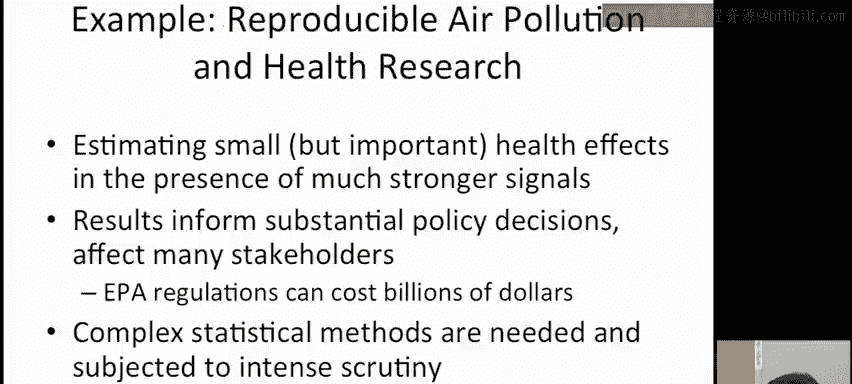 Example: Reproducible Air Pollution
and Health Research
• Estimating small (but important) health effects
in the presence of much stronger signals
• Results inform substantial policy decisions,
affect many stakeholders
– EPA regulations can cost billions of dollars
• Complex statistical methods are needed and
subjected to intense scrutiny
@bilibili.com